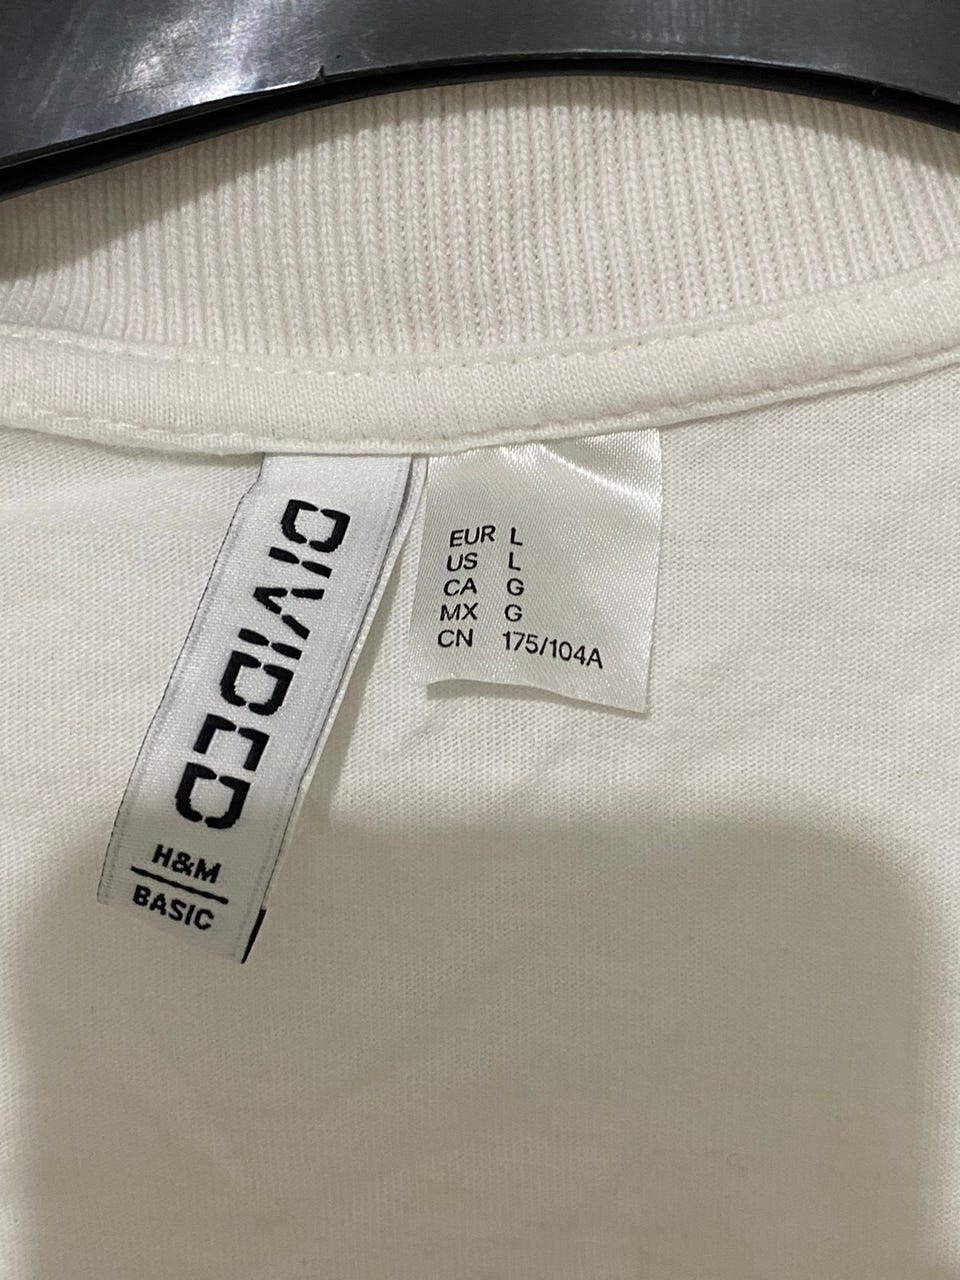 DIVIDED
H&M
BASIC
EUR L
US L
CA G
MX G
CN 175/104A